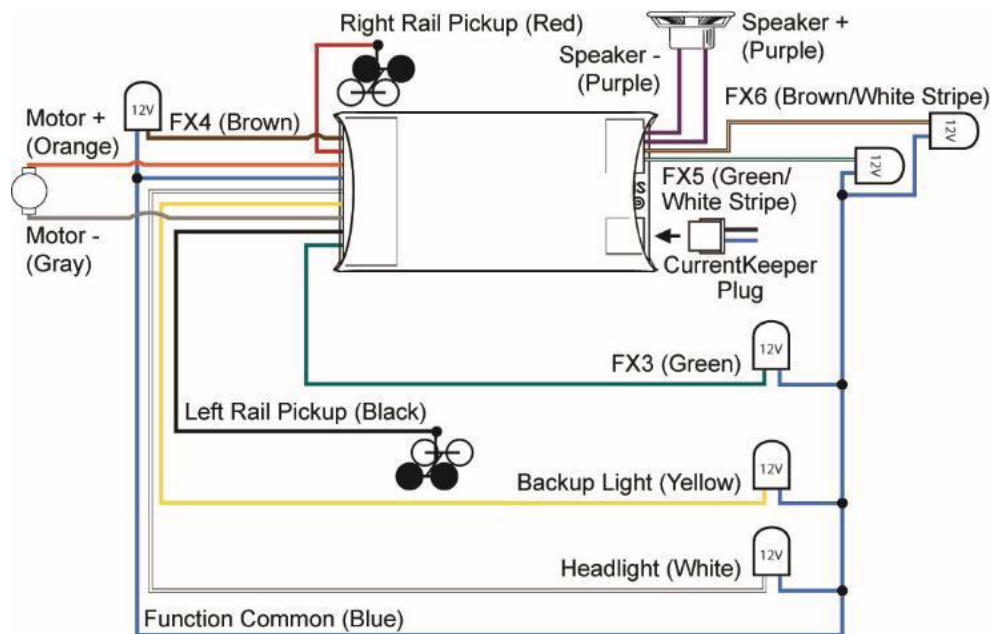 Right Rail Pickup (Red)
Speaker +
(Purple)
Speaker -
(Purple)
FX6 (Brown/White Stripe)
12V
FX4 (Brown)
Motor +
(Orange)
12V
12V
FX5 (Green/
White Stripe)
Motor -
(Gray)
CurrentKeeper
Plug
12V
FX3 (Green)
Left Rail Pickup (Black)
12V
Backup Light (Yellow)
12V
Headlight (White)
Function Common (Blue)